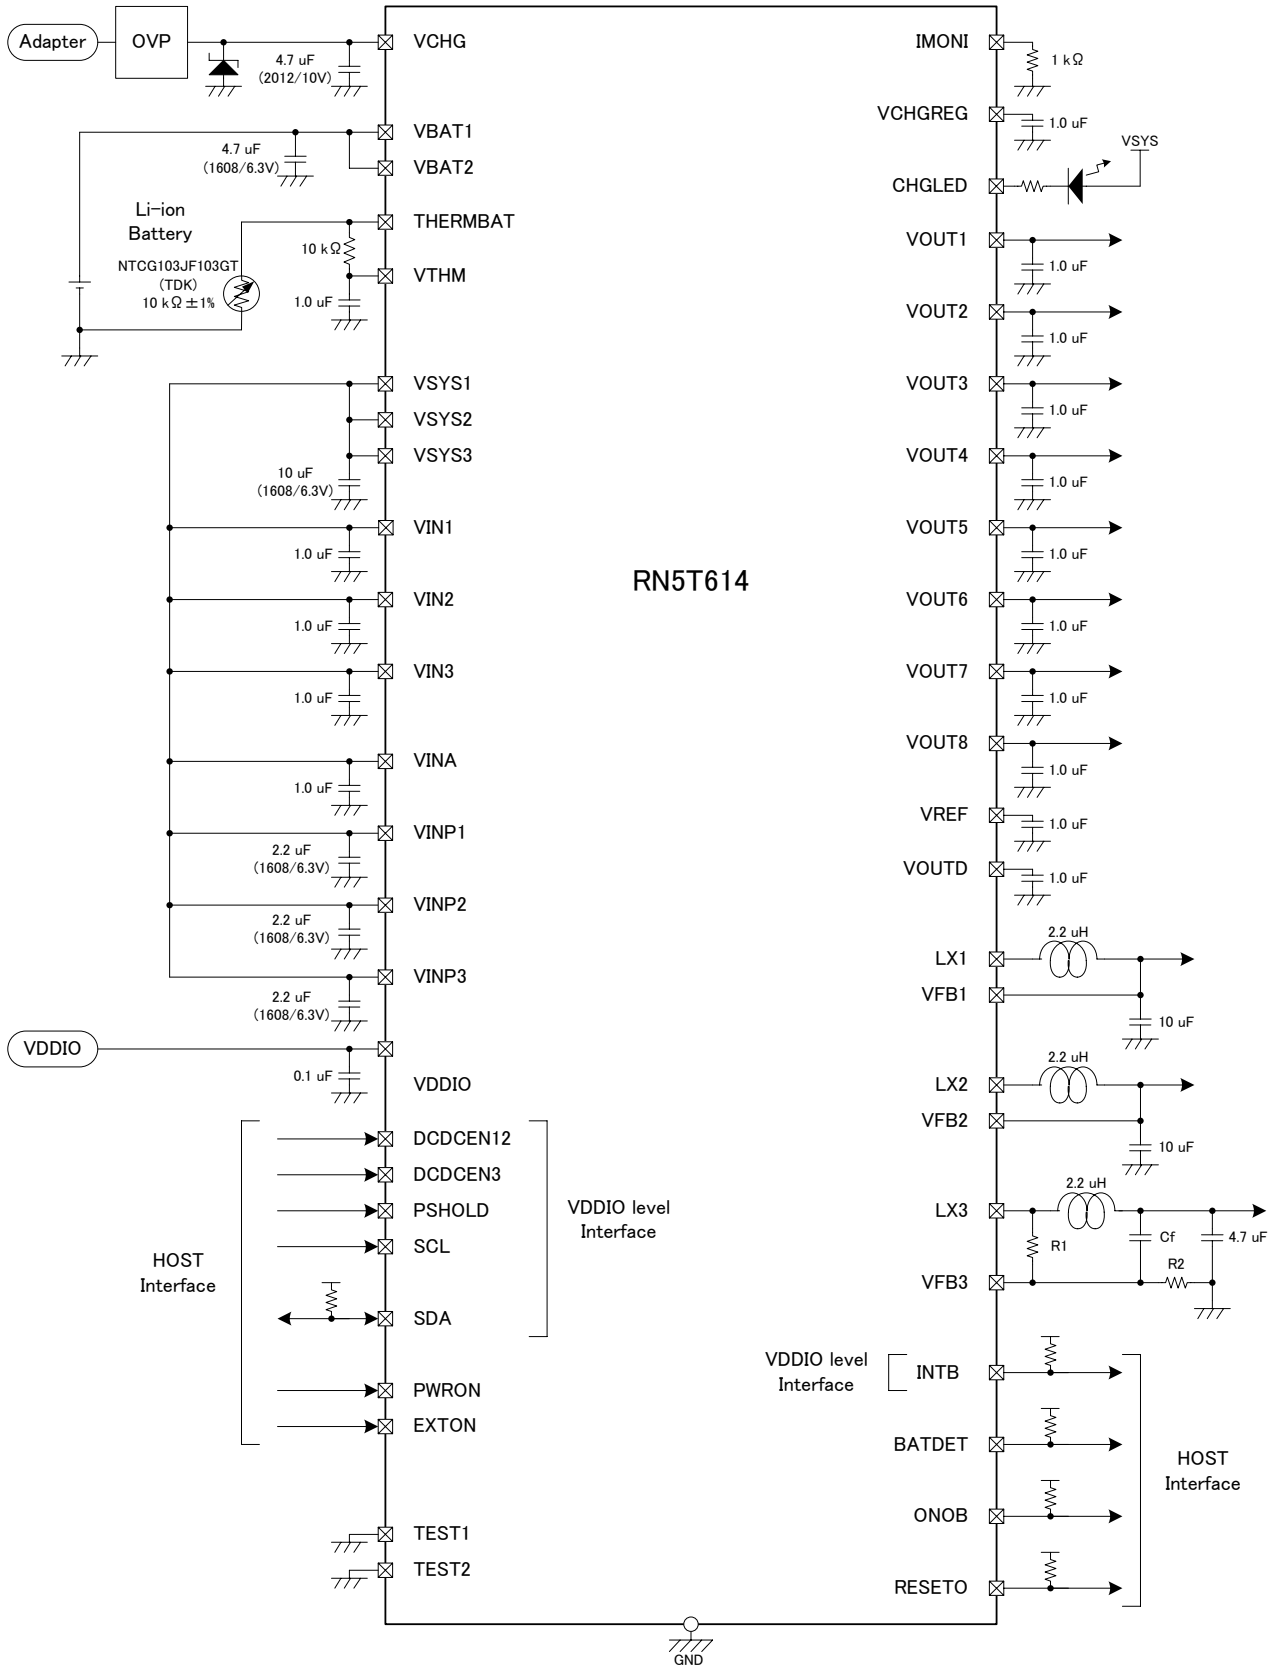 Adapter
OVP
4.7 uF
(2012/10V)
VCHG
4.7 uF
(1608/6.3V)
VBAT1
VBAT2
Li-ion
Battery
NTCG103JF103GT
(TDK)
10 kΩ ±1%
THERMBAT
10 kΩ
VTHM
1.0 uF
VSYS1
VSYS2
VSYS3
10 uF
(1608/6.3V)
VIN1
1.0 uF
VIN2
1.0 uF
VIN3
1.0 uF
VINA
1.0 uF
VINP1
2.2 uF
(1608/6.3V)
VINP2
2.2 uF
(1608/6.3V)
VINP3
2.2 uF
(1608/6.3V)
VDDIO
0.1 uF
VDDIO
DCDCEN12
DCDCEN3
PSHOLD
SCL
SDA
VDDIO level
Interface
HOST
Interface
PWRON
EXTON
TEST1
TEST2
RN5T614
IMONI
1 kΩ
VCHGREG
1.0 uF
VSYS
CHGLED
VOUT1
1.0 uF
VOUT2
1.0 uF
VOUT3
1.0 uF
VOUT4
1.0 uF
VOUT5
1.0 uF
VOUT6
1.0 uF
VOUT7
1.0 uF
VOUT8
1.0 uF
VREF
1.0 uF
VOUTD
1.0 uF
2.2 uH
LX1
VFB1
10 uF
2.2 uH
LX2
VFB2
10 uF
2.2 uH
LX3
R1
Cf
4.7 uF
R2
VFB3
VDDIO level
Interface
INTB
BATDET
ONOB
RESETO
HOST
Interface
GND